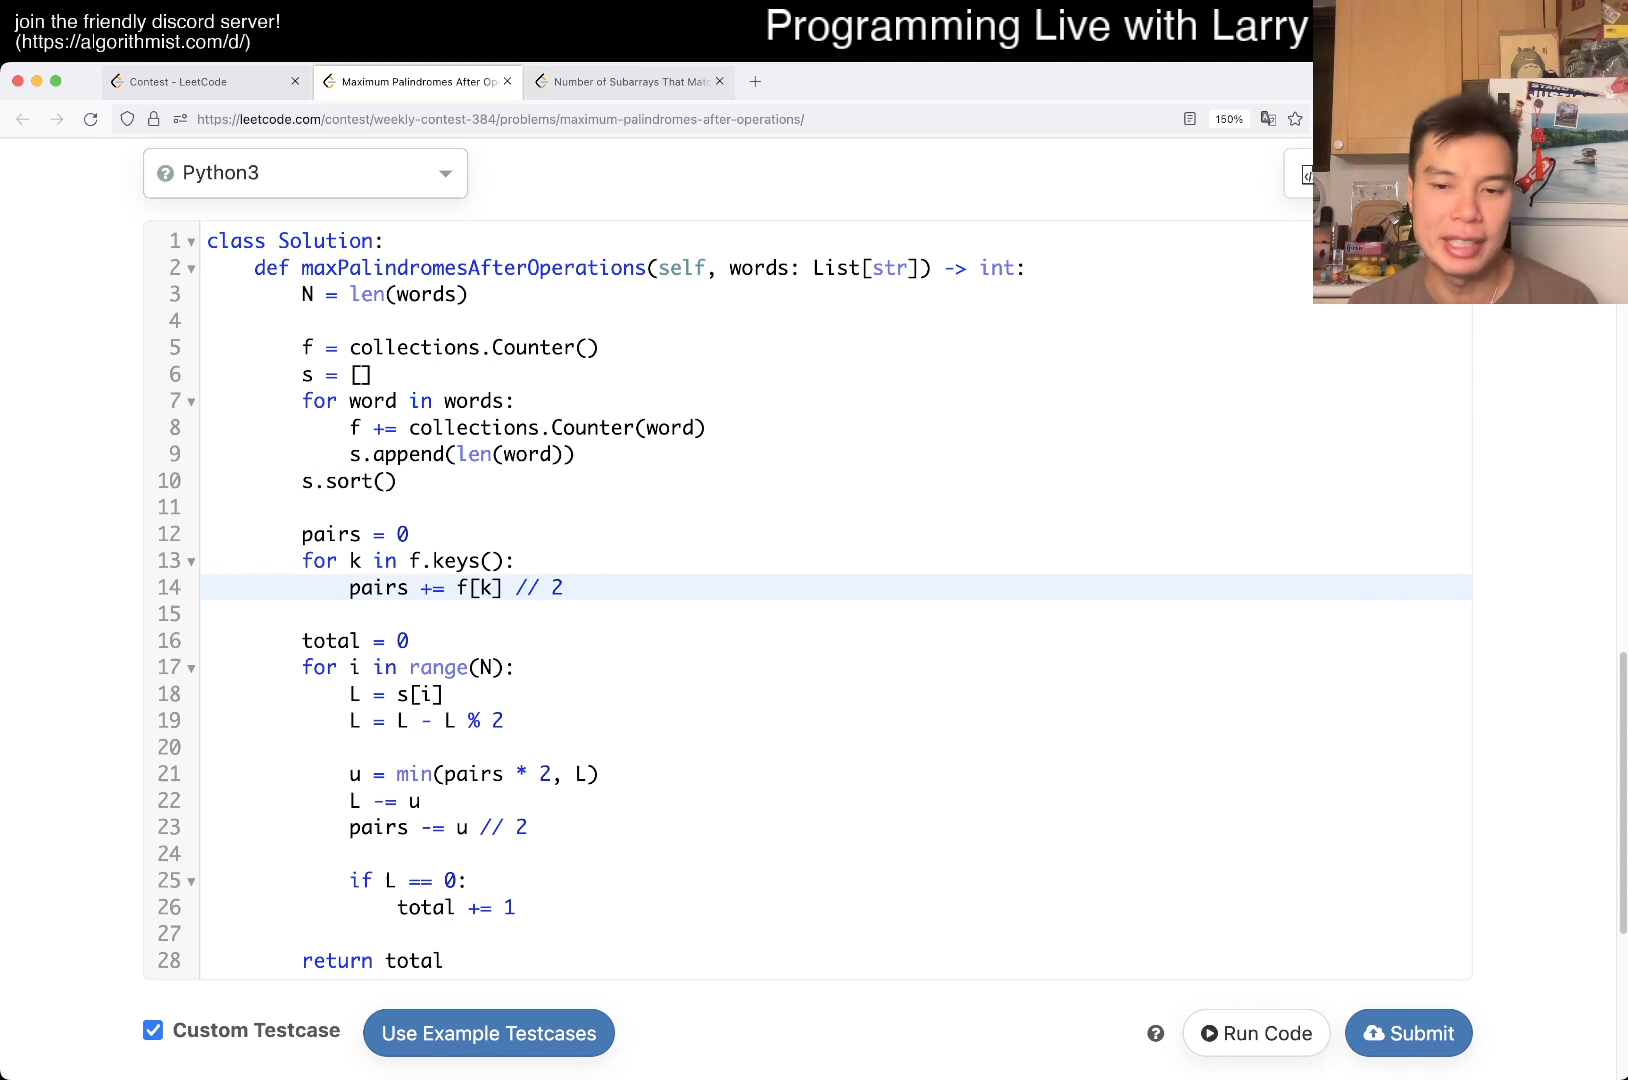 join the friendly discord server!
(https://algorithmist.com/d/)
Programming Live with Larry
Contest - LeetCode
Maximum Palindromes After Op
Number of Subarrays That Matc
https://leetcode.com/contest/weekly-contest-384/problems/maximum-palindromes-after-operations/
150%
Python3
1 class Solution:
2     def maxPalindromesAfterOperations(self, words: List[str]) -> int:
3         N = len(words)
4
5         f = collections.Counter()
6         s = []
7         for word in words:
8             f += collections.Counter(word)
9             s.append(len(word))
10         s.sort()
11
12         pairs = 0
13         for k in f.keys():
14             pairs += f[k] // 2
15
16         total = 0
17         for i in range(N):
18             L = s[i]
19             L = L - L % 2
20
21             u = min(pairs * 2, L)
22             L -= u
23             pairs -= u // 2
24
25             if L == 0:
26                 total += 1
27
28         return total
Custom Testcase
Use Example Testcases
Run Code
Submit